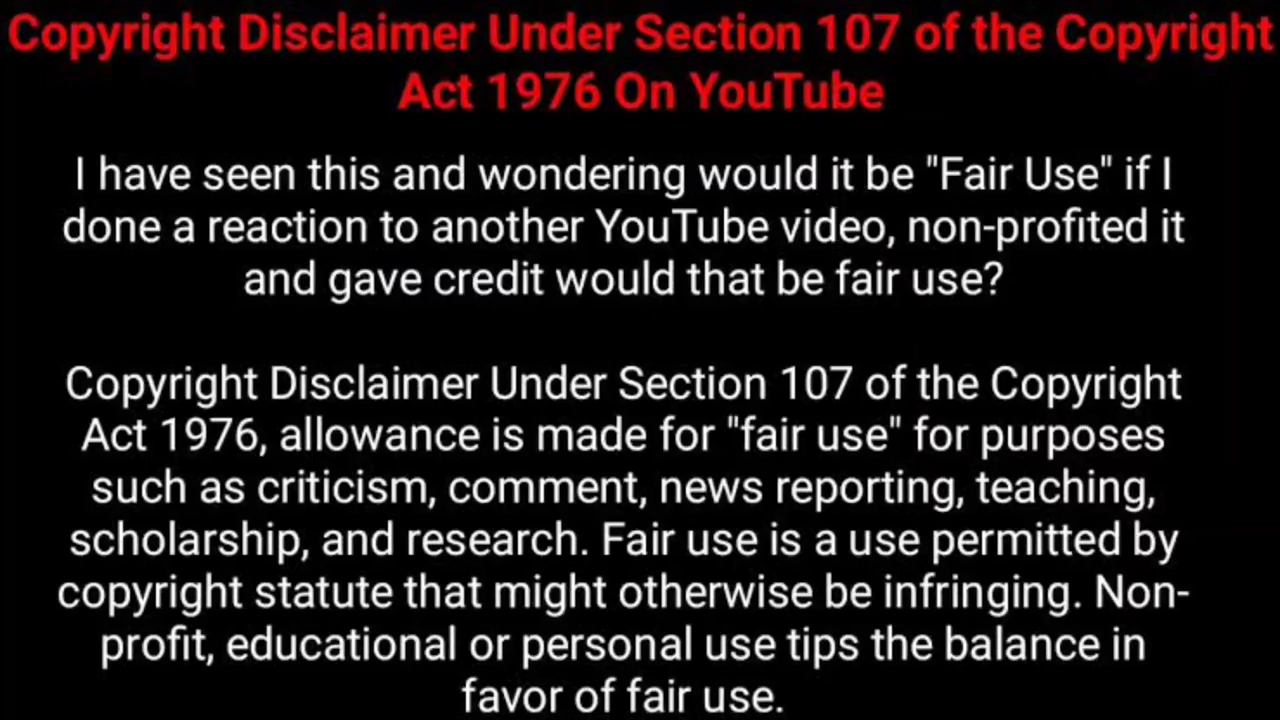 Copyright Disclaimer Under Section 107 of the Copyright
Act 1976 On YouTube
I have seen this and wondering would it be "Fair Use" if I
done a reaction to another YouTube video, non-profited it
and gave credit would that be fair use?
Copyright Disclaimer Under Section 107 of the Copyright
Act 1976, allowance is made for "fair use" for purposes
such as criticism, comment, news reporting, teaching,
scholarship, and research. Fair use is a use permitted by
copyright statute that might otherwise be infringing. Non-
profit, educational or personal use tips the balance in
favor of fair use.